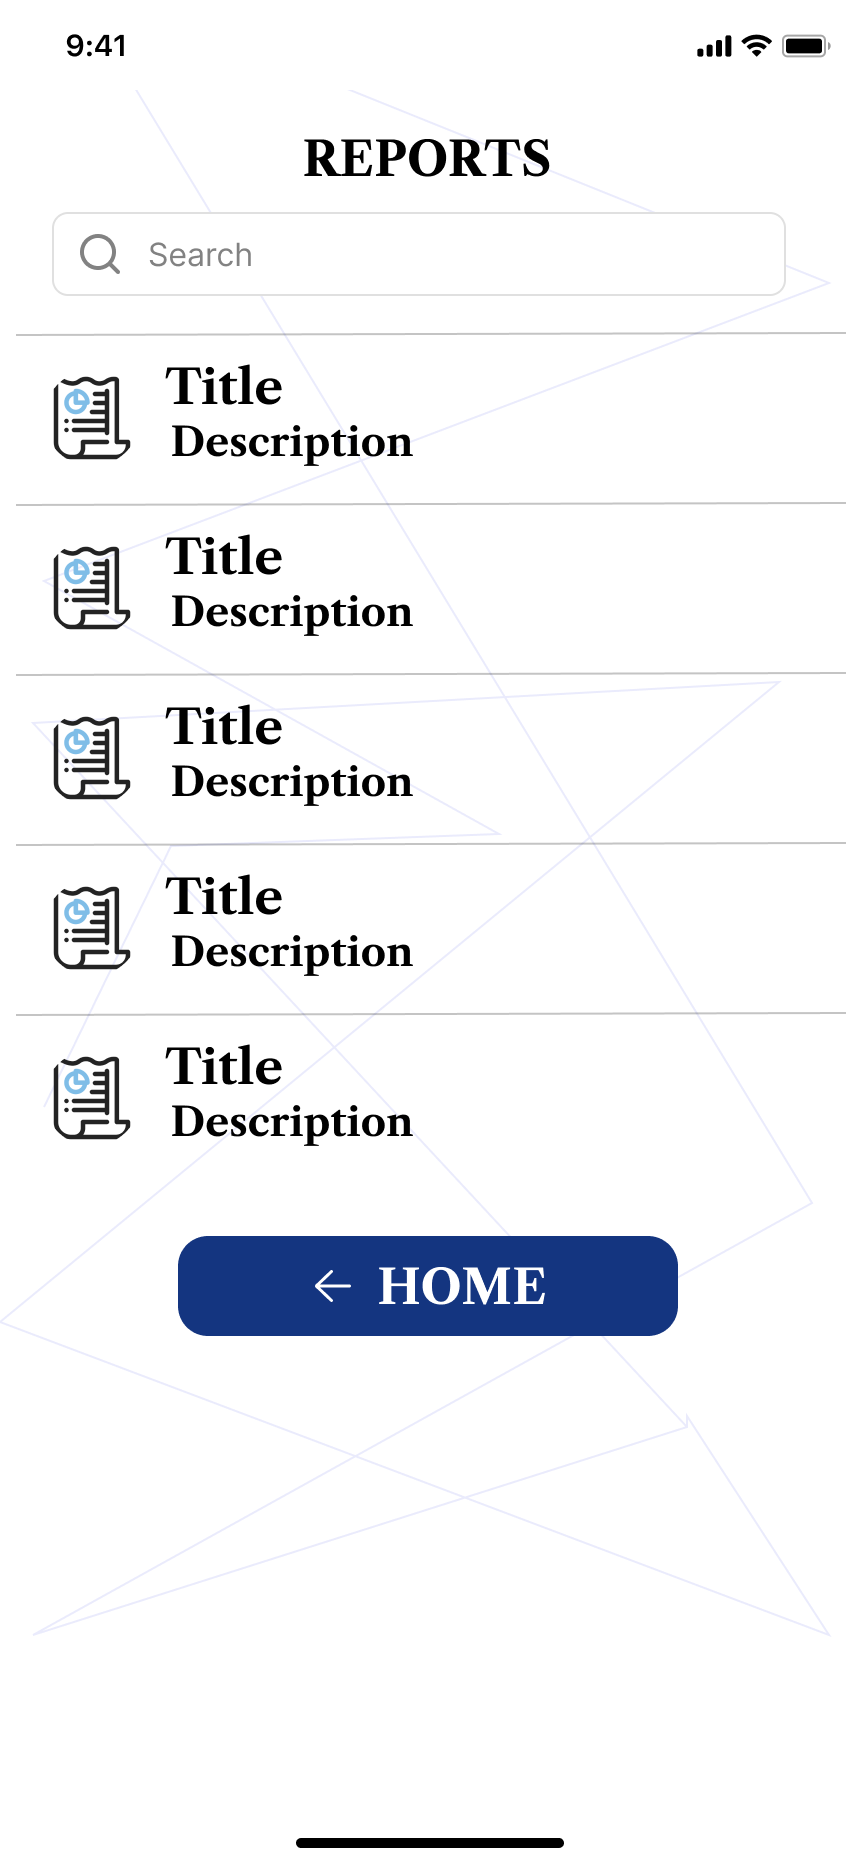 9:41
REPORTS
Search
Title
Description
Title
Description
Title
Description
Title
Description
Title
Description
HOME